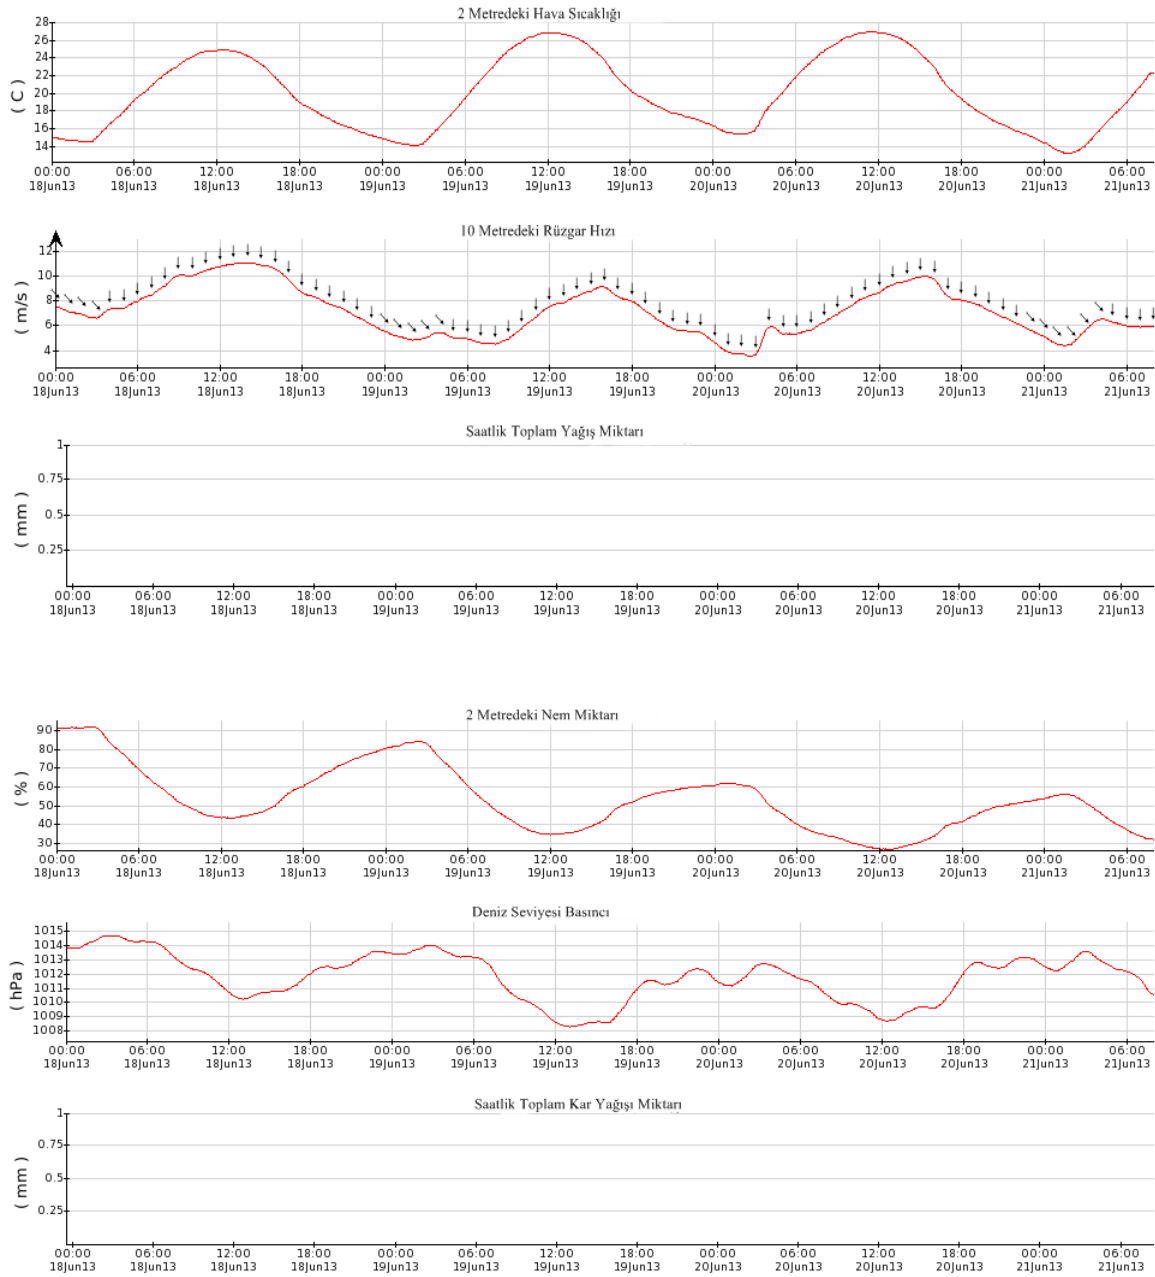 2 Metredeki Hava Sıcaklığı
( C )
28
26
24
22
20
18
16
14
00:00 06:00 12:00 18:00 00:00 06:00 12:00 18:00 00:00 06:00 12:00 18:00 00:00 06:00
18Jun13 18Jun13 18Jun13 18Jun13 19Jun13 19Jun13 19Jun13 19Jun13 20Jun13 20Jun13 20Jun13 20Jun13 21Jun13 21Jun13
10 Metredeki Rüzgar Hızı
( m/s )
12
10
8
6
4
00:00 06:00 12:00 18:00 00:00 06:00 12:00 18:00 00:00 06:00 12:00 18:00 00:00 06:00
18Jun13 18Jun13 18Jun13 18Jun13 19Jun13 19Jun13 19Jun13 19Jun13 20Jun13 20Jun13 20Jun13 20Jun13 21Jun13 21Jun13
Saatlik Toplam Yağış Miktarı
( mm )
1
0.75
0.5
0.25
00:00 06:00 12:00 18:00 00:00 06:00 12:00 18:00 00:00 06:00 12:00 18:00 00:00 06:00
18Jun13 18Jun13 18Jun13 18Jun13 19Jun13 19Jun13 19Jun13 19Jun13 20Jun13 20Jun13 20Jun13 20Jun13 21Jun13 21Jun13
2 Metredeki Nem Miktarı
( % )
90
80
70
60
50
40
30
00:00 06:00 12:00 18:00 00:00 06:00 12:00 18:00 00:00 06:00 12:00 18:00 00:00 06:00
18Jun13 18Jun13 18Jun13 18Jun13 19Jun13 19Jun13 19Jun13 19Jun13 20Jun13 20Jun13 20Jun13 20Jun13 21Jun13 21Jun13
Deniz Seviyesi Basıncı
( hPa )
1015
1014
1013
1012
1011
1010
1009
1008
00:00 06:00 12:00 18:00 00:00 06:00 12:00 18:00 00:00 06:00 12:00 18:00 00:00 06:00
18Jun13 18Jun13 18Jun13 18Jun13 19Jun13 19Jun13 19Jun13 19Jun13 20Jun13 20Jun13 20Jun13 20Jun13 21Jun13 21Jun13
Saatlik Toplam Kar Yağışı Miktarı
( mm )
1
0.75
0.5
0.25
00:00 06:00 12:00 18:00 00:00 06:00 12:00 18:00 00:00 06:00 12:00 18:00 00:00 06:00
18Jun13 18Jun13 18Jun13 18Jun13 19Jun13 19Jun13 19Jun13 19Jun13 20Jun13 20Jun13 20Jun13 20Jun13 21Jun13 21Jun13